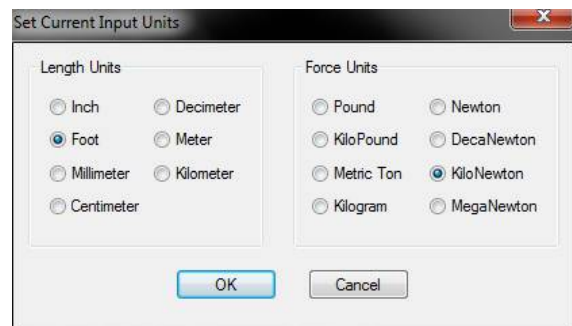 Set Current Input Units
Length Units
Inch
Decimeter
Foot
Meter
Millimeter
Kilometer
Centimeter
Force Units
Pound
Newton
KiloPound
DecaNewton
Metric Ton
KiloNewton
Kilogram
MegaNewton
OK
Cancel